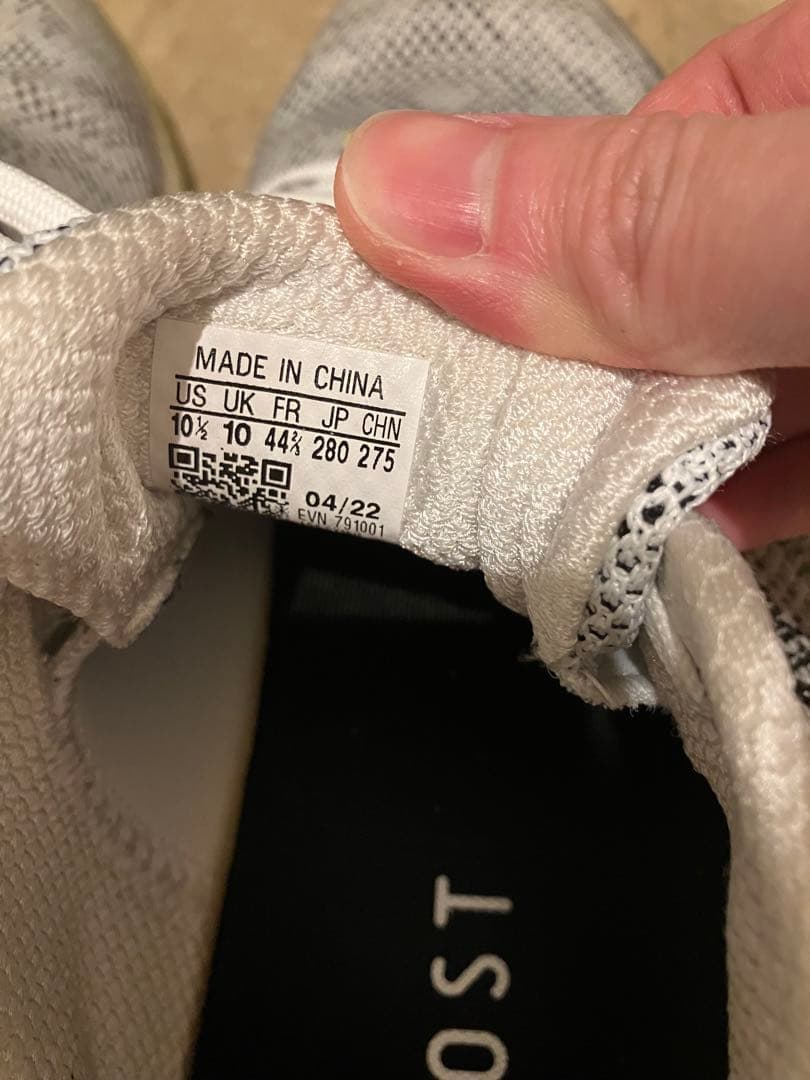 MADE IN CHINA
US UK FR JP CHN
10½ 10 44⅔ 280 275
04/22
EVN 791001
OST